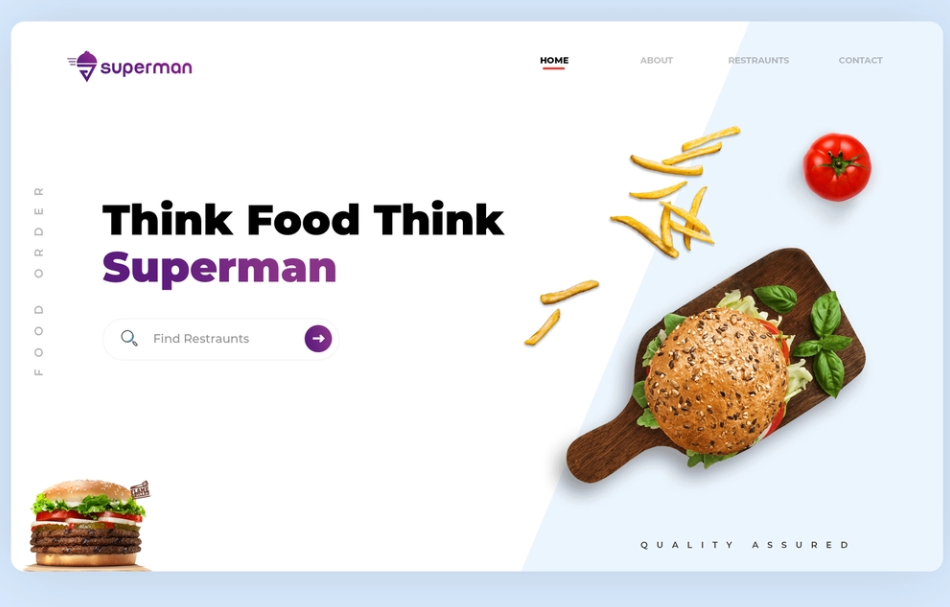 superman
HOME
ABOUT
RESTRAUNTS
CONTACT
FOOD ORDER
Think Food Think
Superman
Find Restraunts
QUALITY ASSURED